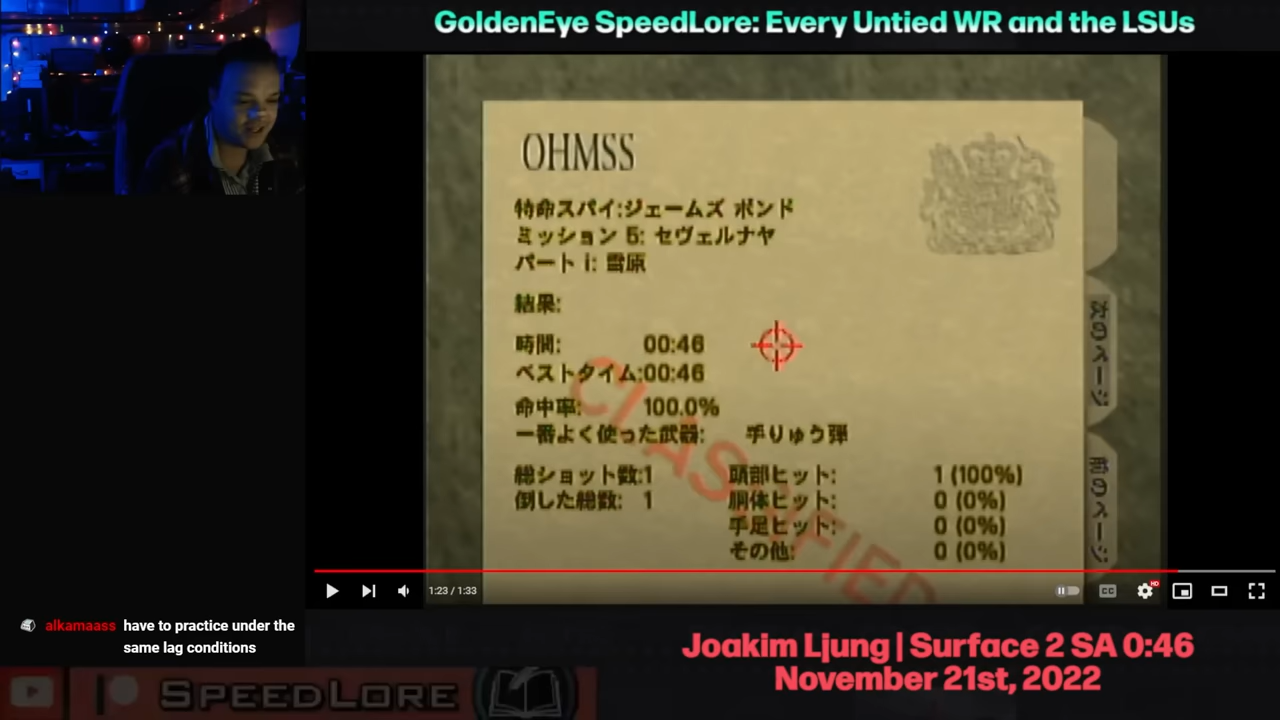 GoldenEye SpeedLore: Every Untied WR and the LSUs
OHMSS
特命スパイ:ジェームズ ボンド
ミッション 5: セヴェルナヤ
パート i: 雪原
結果:
時間: 00:46
ベストタイム:00:46
命中率: 100.0%
一番よく使った武器: 手りゅう弾
総ショット数:1 頭部ヒット: 1 (100%)
倒した総数: 1 胴体ヒット: 0 (0%)
手足ヒット: 0 (0%)
その他: 0 (0%)
CLASSIFIED
次のページ
前のページ
1:23 / 1:33
CC
HD
alkamaass have to practice under the
same lag conditions
Joakim Ljung | Surface 2 SA 0:46
November 21st, 2022
SPEEDLORE